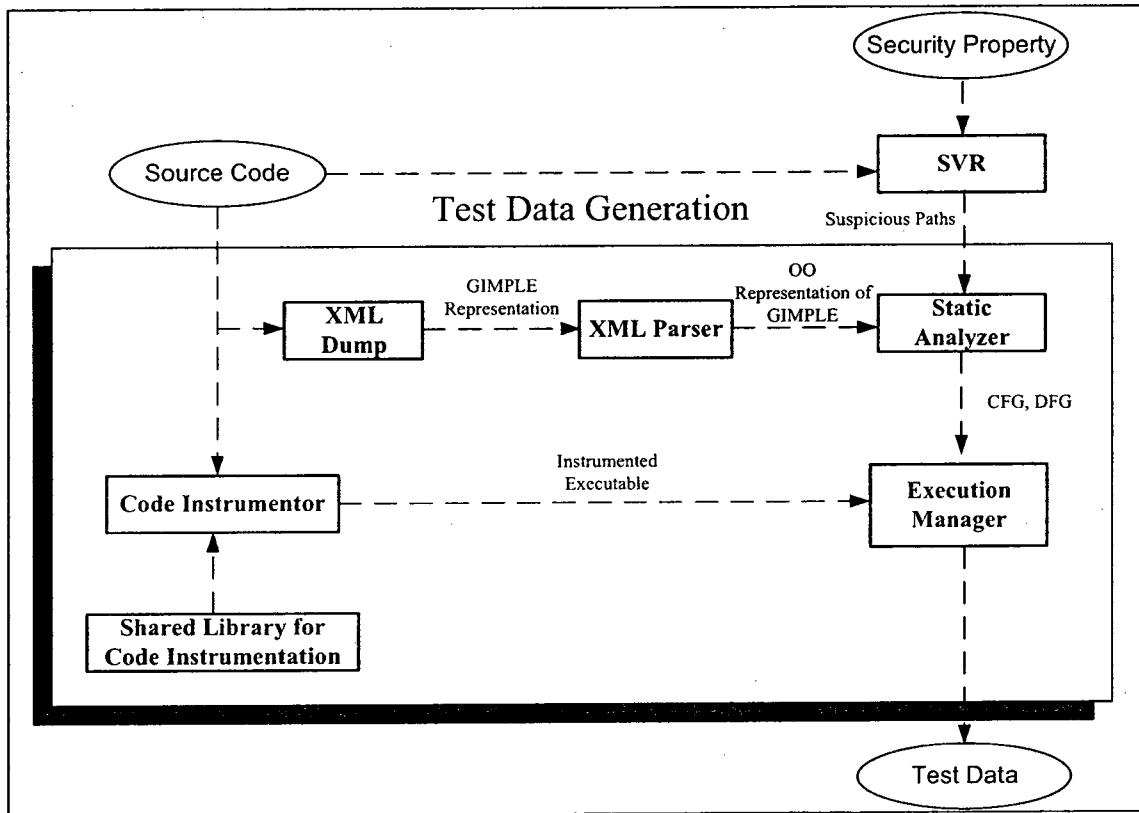 Security Property
Source Code
SVR
Test Data Generation
Suspicious Paths
GIMPLE
Representation
OO
Representation of
GIMPLE
XML
Dump
XML Parser
Static
Analyzer
CFG, DFG
Instrumented
Executable
Code Instrumentor
Execution
Manager
Shared Library for
Code Instrumentation
Test Data